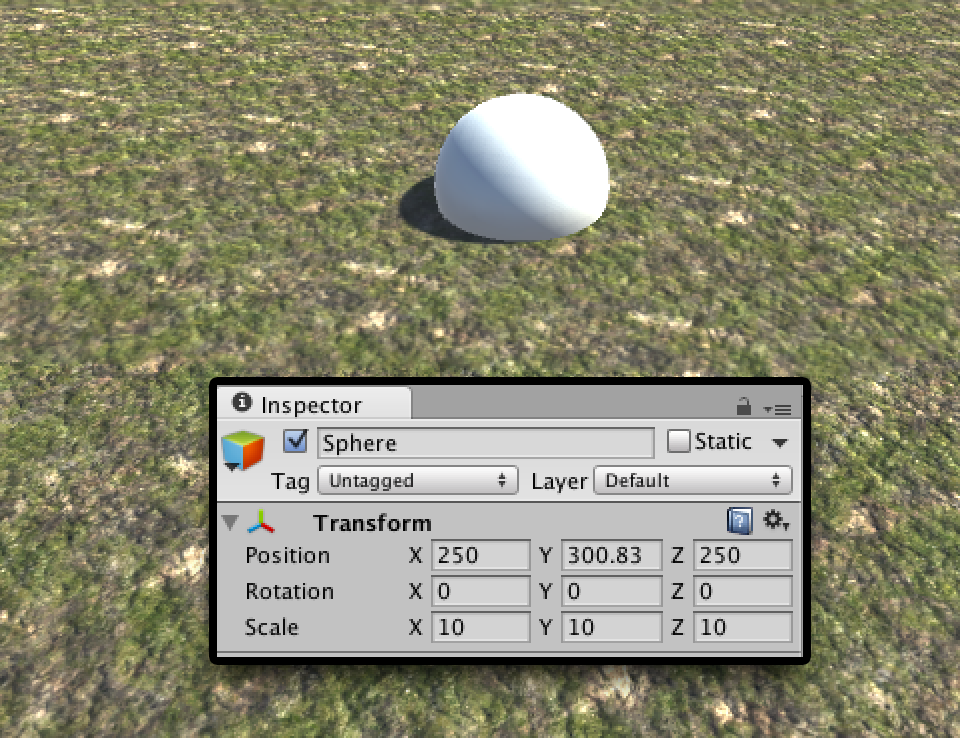 Inspector
Sphere Static
Tag Untagged Layer Default
Transform
Position X 250 Y 300.83 Z 250
Rotation X 0 Y 0 Z 0
Scale X 10 Y 10 Z 10